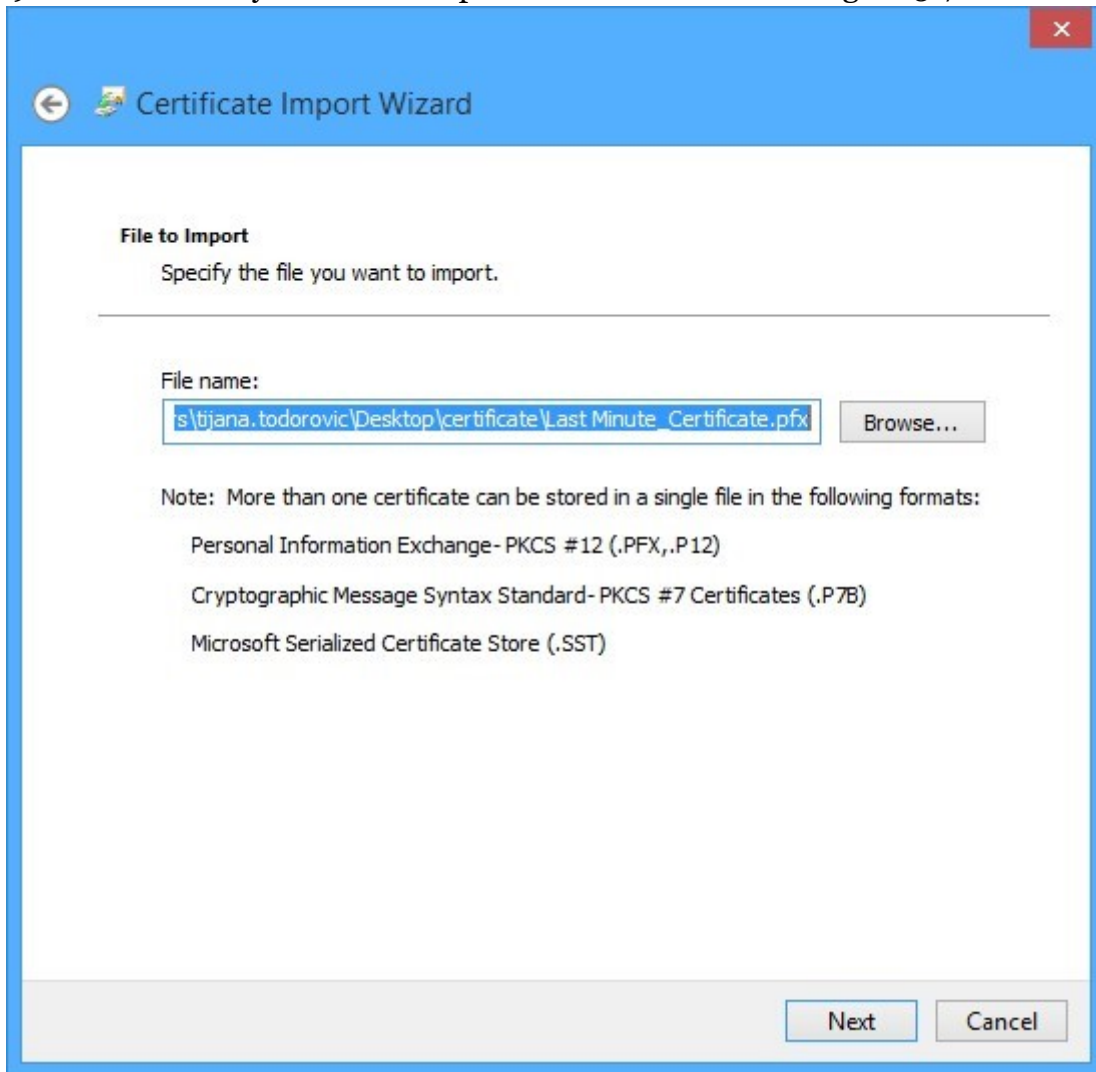 Certificate Import Wizard
File to Import
Specify the file you want to import.
File name:
s\tijana.todorovic\Desktop\certificate\Last Minute_Certificate.pfx
Browse...
Note: More than one certificate can be stored in a single file in the following formats:
Personal Information Exchange- PKCS #12 (.PFX,.P12)
Cryptographic Message Syntax Standard- PKCS #7 Certificates (.P7B)
Microsoft Serialized Certificate Store (.SST)
Next
Cancel